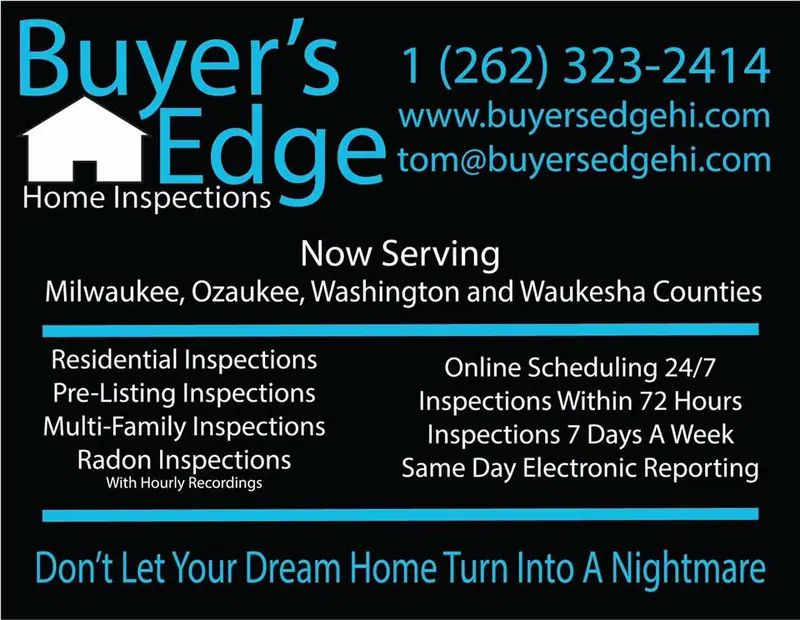 Buyer's
Edge
Home Inspections
1 (262) 323-2414
www.buyersedgehi.com
tom@buyersedgehi.com
Now Serving
Milwaukee, Ozaukee, Washington and Waukesha Counties
Residential Inspections
Pre-Listing Inspections
Multi-Family Inspections
Radon Inspections
With Hourly Recordings
Online Scheduling 24/7
Inspections Within 72 Hours
Inspections 7 Days A Week
Same Day Electronic Reporting
Don't Let Your Dream Home Turn Into A Nightmare